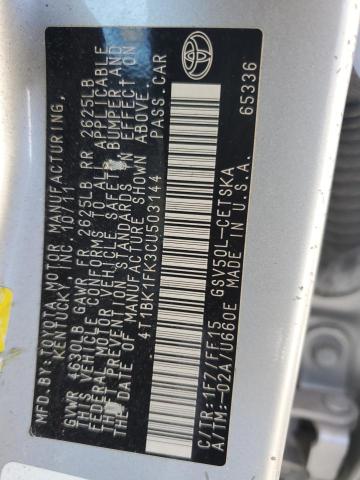 MFD. BY: TOYOTA MOTOR MANUFACTURING,
KENTUCKY, INC. 10/11
GVWR 4630LB GAWR FR 2625LB RR 2625LB
THIS VEHICLE CONFORMS TO ALL APPLICABLE
FEDERAL MOTOR VEHICLE SAFETY, BUMPER AND
THEFT PREVENTION STANDARDS IN EFFECT ON
THE DATE OF MANUFACTURE SHOWN ABOVE.
4T1BK1FK3CU503144 PASS.CAR
C/TR:1F7/FF15 GSV50L-CETSKA
A/TM:-02A/U660E MADE IN U.S.A. 65336